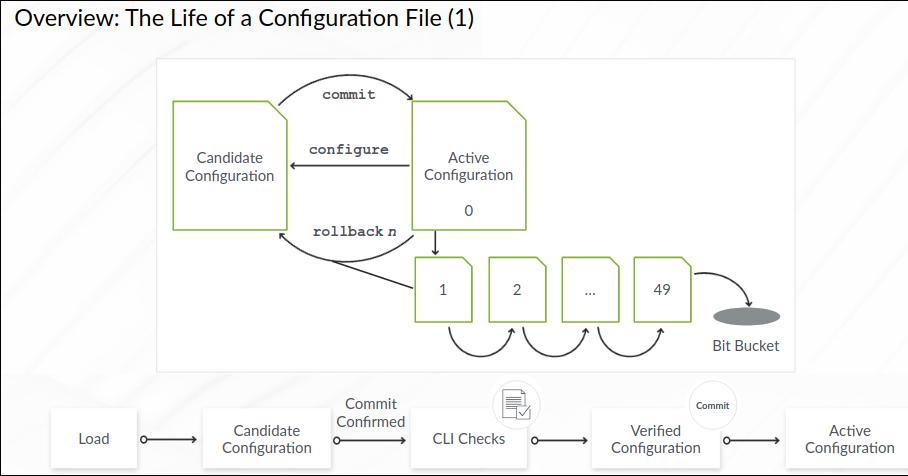 Overview: The Life of a Configuration File (1)
commit
configure
Candidate
Configuration
Active
Configuration
0
rollback n
1
2
...
49
Bit Bucket
Load
Candidate
Configuration
Commit
Confirmed
CLI Checks
Verified
Configuration
Commit
Active
Configuration